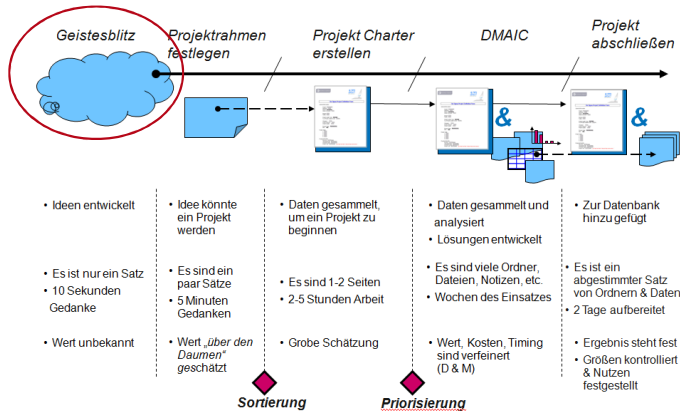 Geistesblitz
Projektrahmen
festlegen
Projekt Charter
erstellen
DMAIC
Projekt
abschließen
&
&
• Ideen entwickelt
• Idee könnte
ein Projekt
werden
• Daten gesammelt,
um ein Projekt zu
beginnen
• Daten gesammelt und
analysiert
• Lösungen entwickelt
• Zur Datenbank
hinzu gefügt
• Es ist nur ein Satz
• 10 Sekunden
Gedanke
• Es sind ein
paar Sätze
• 5 Minuten
Gedanken
• Es sind 1-2 Seiten
• 2-5 Stunden Arbeit
• Es sind viele Ordner,
Dateien, Notizen, etc.
• Wochen des Einsatzes
• Es ist ein
abgestimmter Satz
von Ordnern & Daten
• 2 Tage aufbereitet
• Wert unbekannt
• Wert „über den
Daumen“
geschätzt
• Grobe Schätzung
• Wert, Kosten, Timing
sind verfeinert
(D & M)
• Ergebnis steht fest
• Größen kontrolliert
& Nutzen
festgestellt
Sortierung
Priorisierung